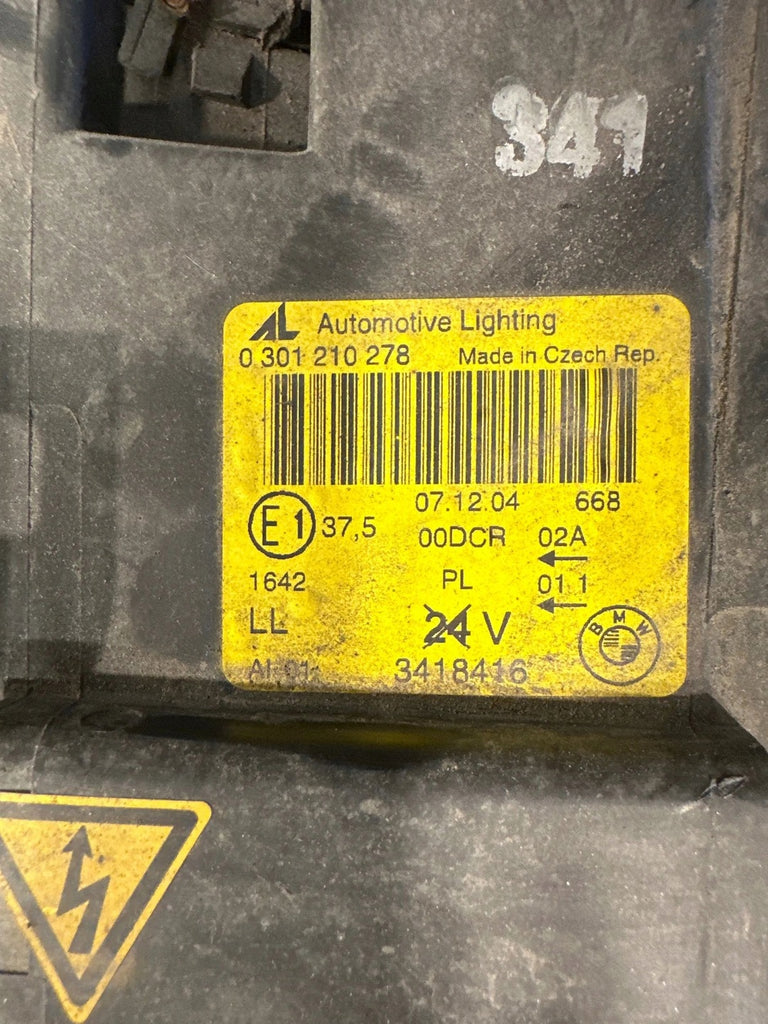 341
AL Automotive Lighting
0 301 210 278 Made in Czech Rep.
07.12.04 668
E1 37,5 00DCR 02A
1642 PL 01 1
LL 24 V
BMW
3418416